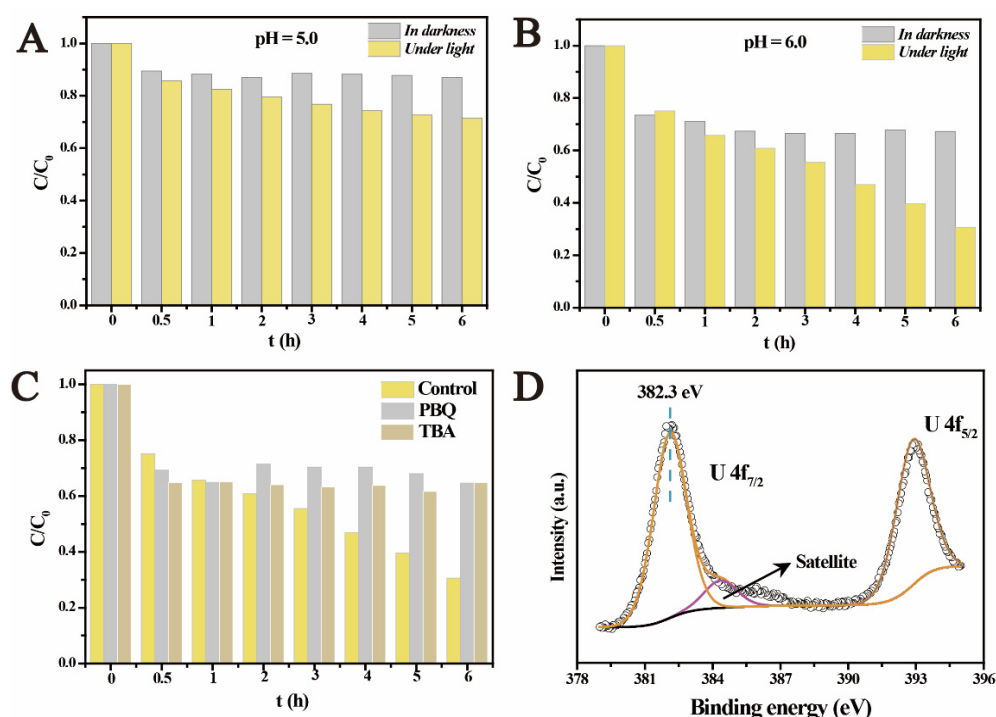 A
pH = 5.0
In darkness
Under light
C/C₀
1.0
0.8
0.6
0.4
0.2
0.0
0 0.5 1 2 3 4 5 6
t (h)
B
pH = 6.0
In darkness
Under light
C/C₀
1.0
0.8
0.6
0.4
0.2
0.0
0 0.5 1 2 3 4 5 6
t (h)
C
Control
PBQ
TBA
C/C₀
1.0
0.8
0.6
0.4
0.2
0.0
0 0.5 1 2 3 4 5 6
t (h)
D
382.3 eV
U 4f₅/₂
U 4f₇/₂
Satellite
Intensity (a.u.)
378 381 384 387 390 393 396
Binding energy (eV)